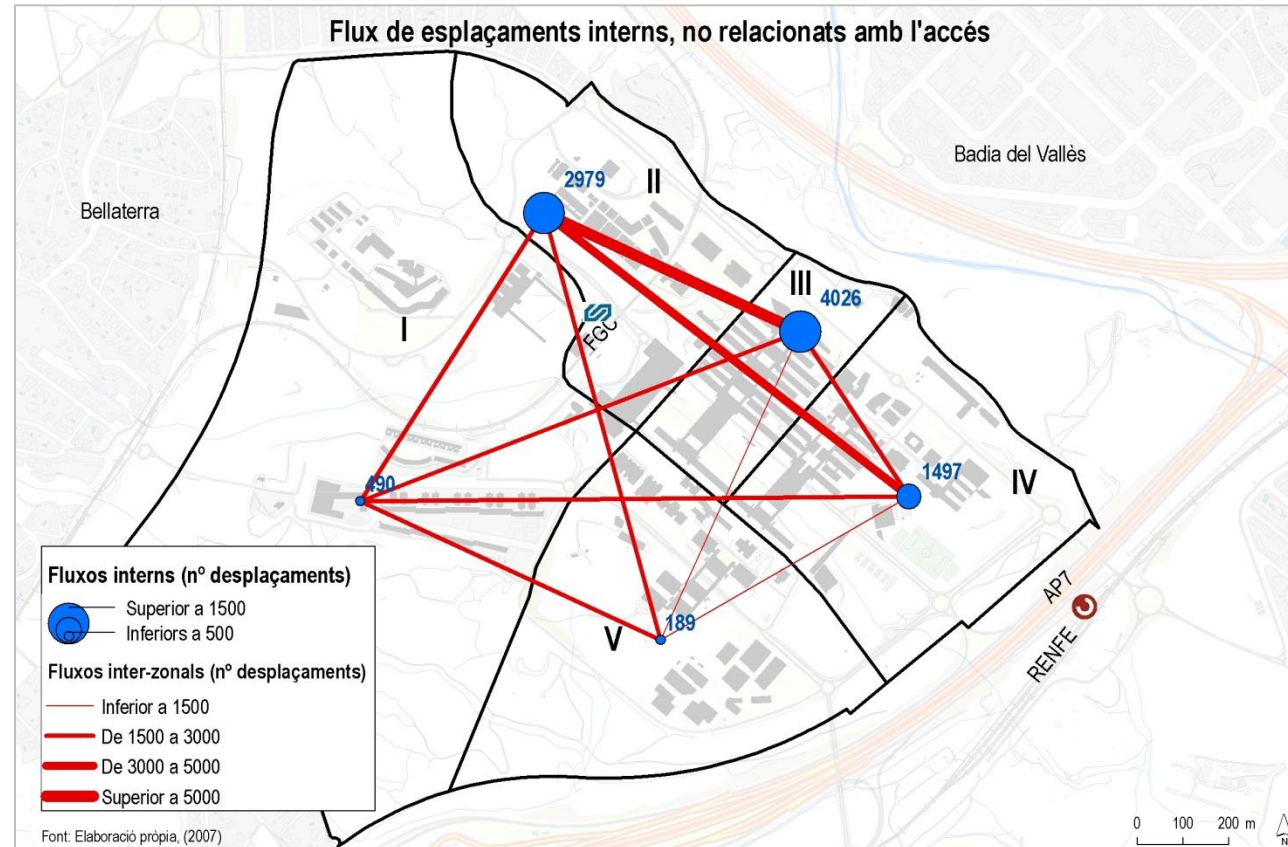 Flux de esplaçaments interns, no relacionats amb l'accés
Badia del Vallès
Bellaterra
2979
II
III
4026
I
FGC
490
1497
IV
189
V
AP7
RENFE
Fluxos interns (nº desplaçaments)
Superior a 1500
Inferiors a 500
Fluxos inter-zonals (nº desplaçaments)
Inferior a 1500
De 1500 a 3000
De 3000 a 5000
Superior a 5000
Font: Elaboració pròpia, (2007)
0 100 200 m
N